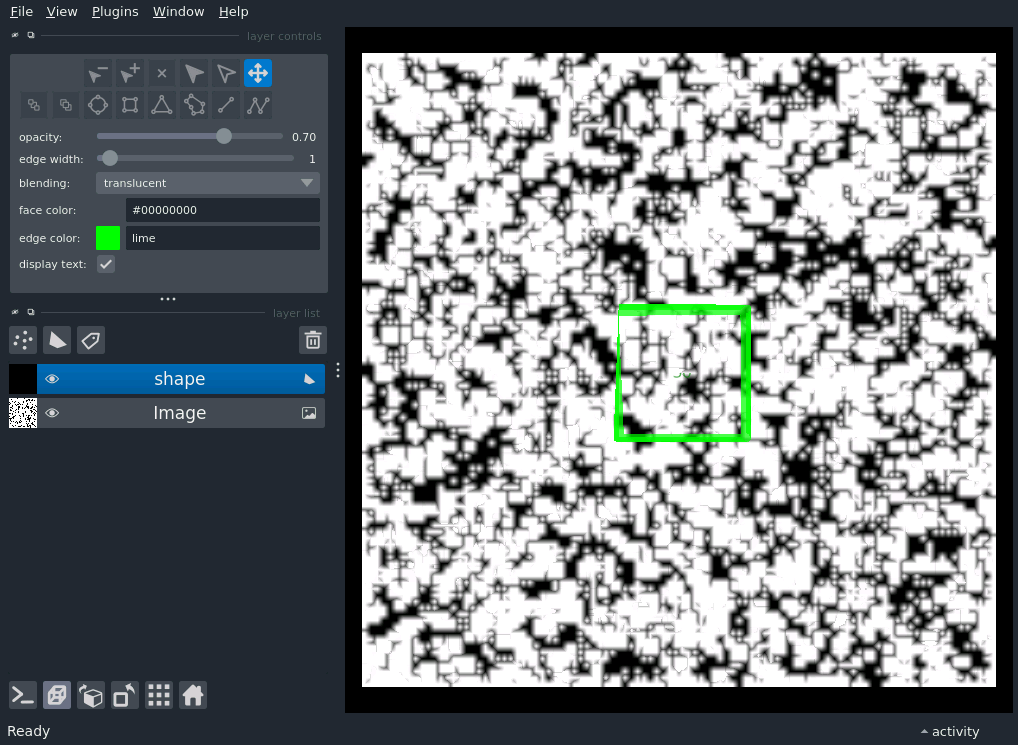 File View Plugins Window Help
layer controls
opacity: 0.70
edge width: 1
blending: translucent
face color: #00000000
edge color: lime
display text:
layer list
shape
Image
Ready
activity